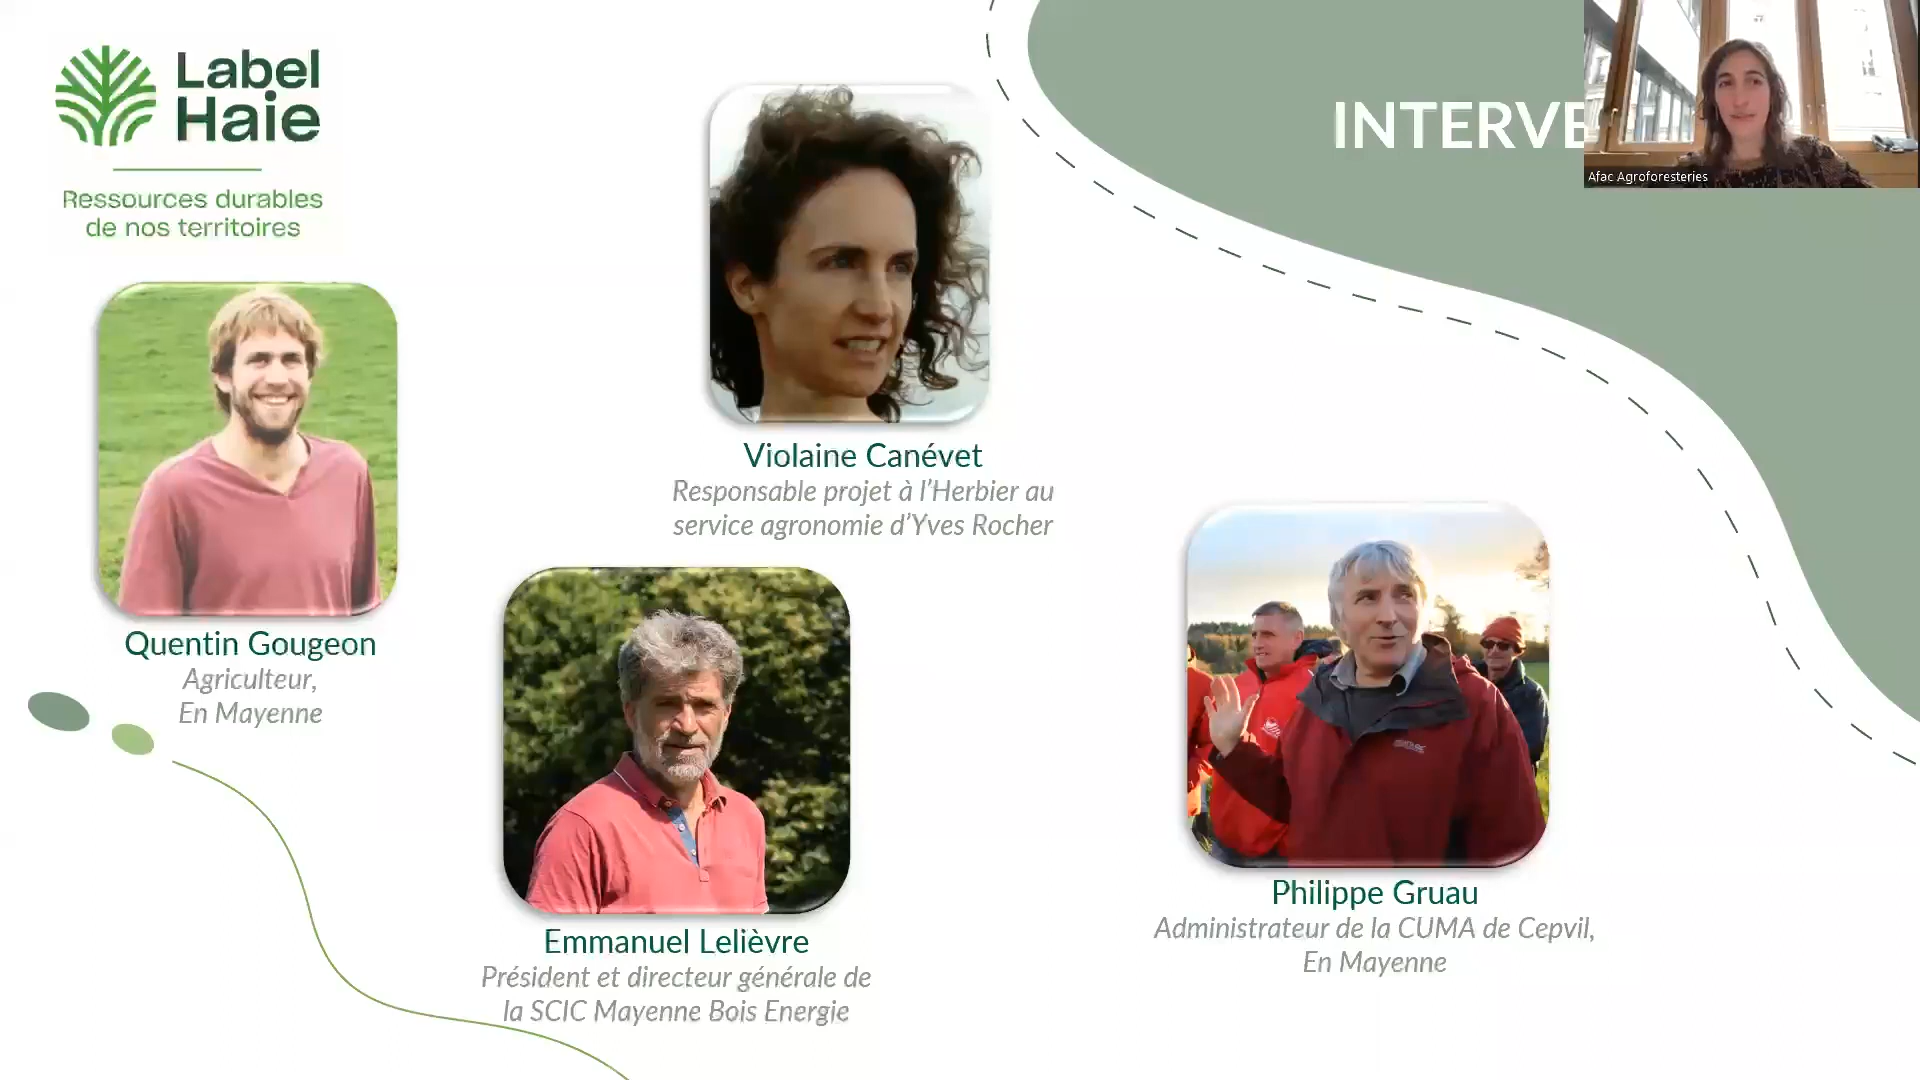 Label
Haie
Ressources durables
de nos territoires
INTERVE
Afac Agroforesteries
Violaine Canévet
Responsable projet à l'Herbier au
service agronomie d'Yves Rocher
Quentin Gougeon
Agriculteur,
En Mayenne
Philippe Gruau
Administrateur de la CUMA de Cepvil,
En Mayenne
Emmanuel Lelièvre
Président et directeur générale de
la SCIC Mayenne Bois Energie